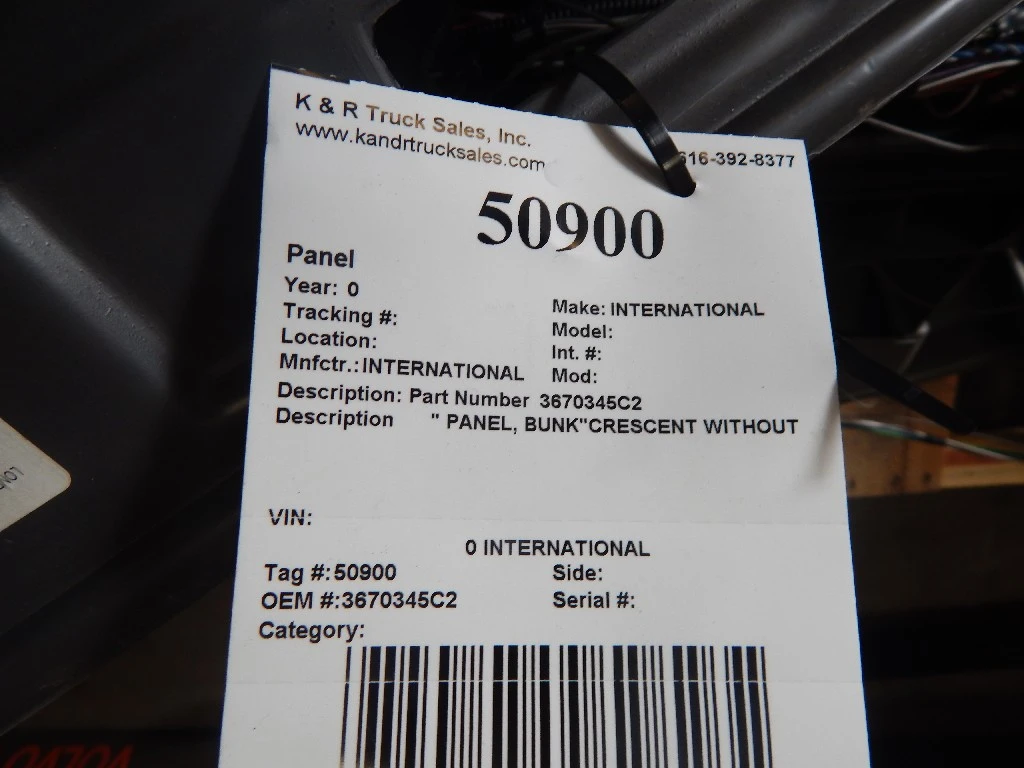 K & R Truck Sales, Inc.
www.kandrtrucksales.com
616-392-8377
50900
Panel
Year: 0
Make: INTERNATIONAL
Tracking #:
Model:
Location:
Int. #:
Mnfctr.: INTERNATIONAL
Mod:
Description: Part Number 3670345C2
Description " PANEL, BUNK"CRESCENT WITHOUT
VIN:
0 INTERNATIONAL
Tag #: 50900
Side:
OEM #: 3670345C2
Serial #:
Category: